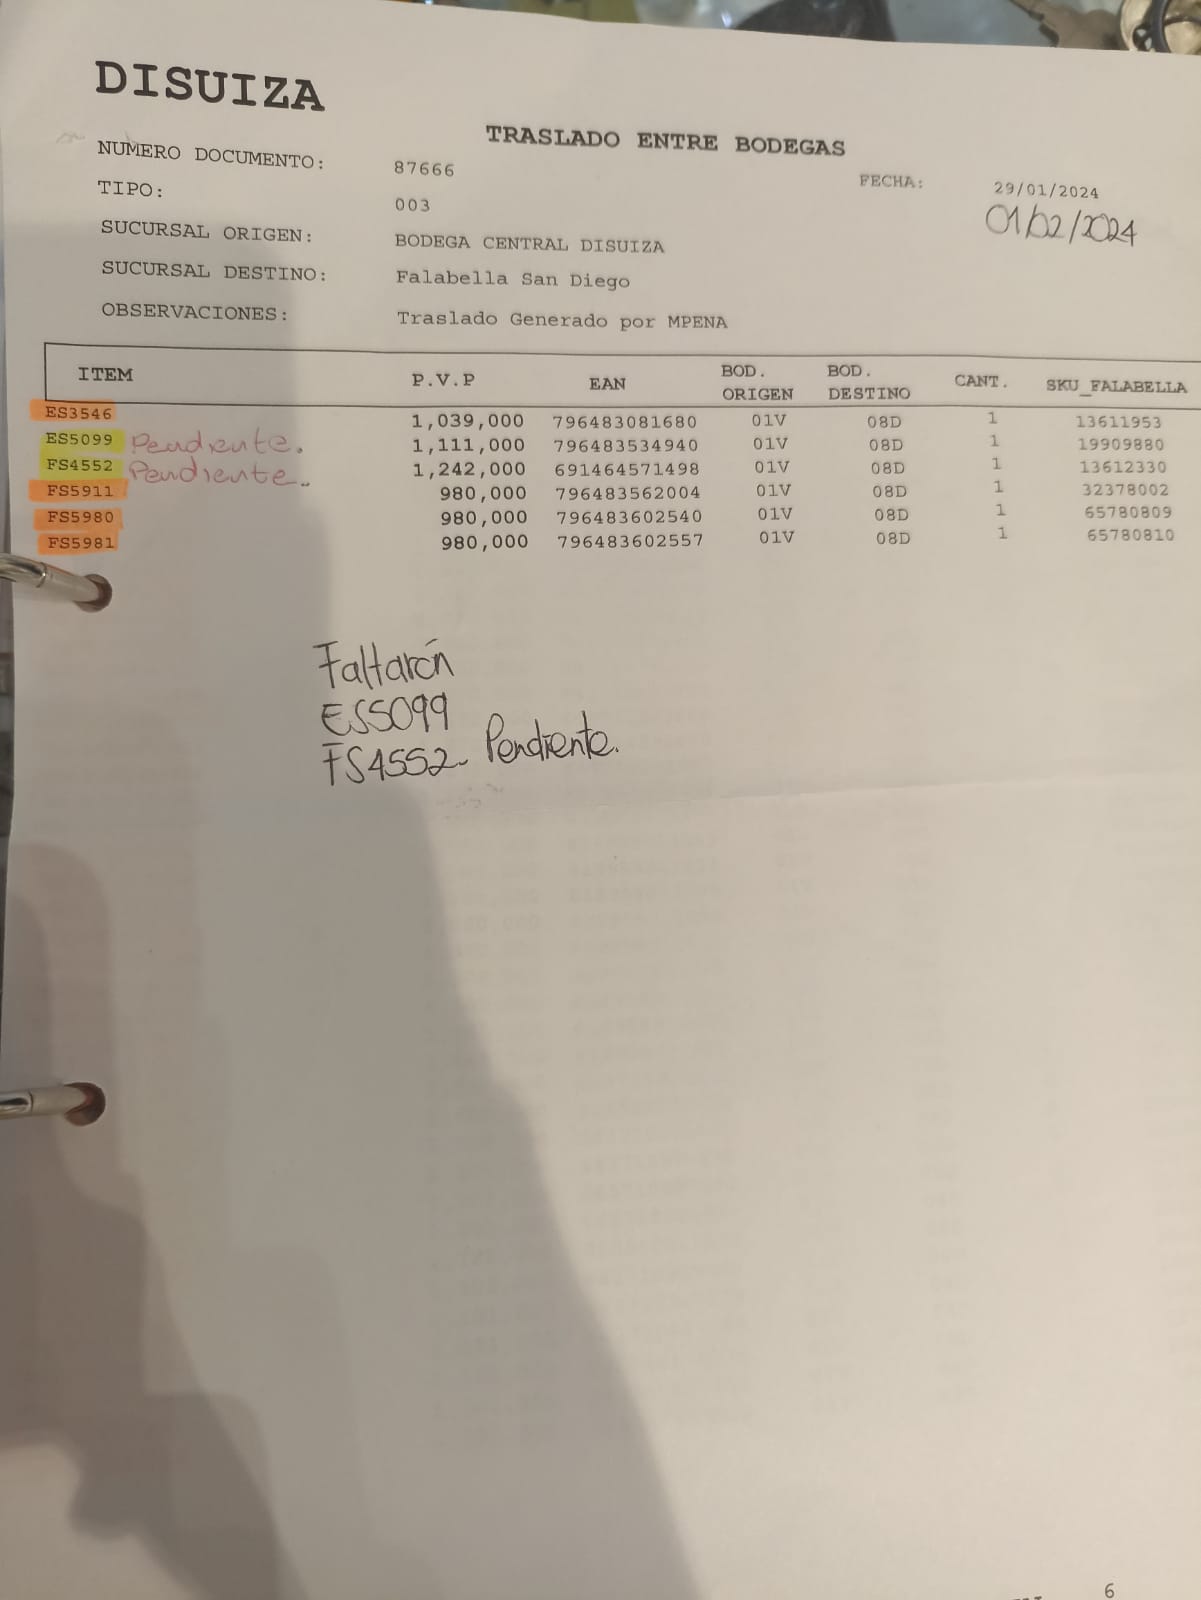 DISUIZA
TRASLADO ENTRE BODEGAS
NUMERO DOCUMENTO: 87666
FECHA: 29/01/2024
TIPO: 003
01/02/2024
SUCURSAL ORIGEN: BODEGA CENTRAL DISUIZA
SUCURSAL DESTINO: Falabella San Diego
OBSERVACIONES: Traslado Generado por MPENA
ITEM P.V.P EAN BOD. ORIGEN BOD. DESTINO CANT. SKU_FALABELLA
ES3546 1,039,000 796483081680 01V 08D 1 13611953
ES5099 Pendiente. 1,111,000 796483534940 01V 08D 1 19909880
FS4552 Pendiente.. 1,242,000 691464571498 01V 08D 1 13612330
FS5911 980,000 796483562004 01V 08D 1 32378002
FS5980 980,000 796483602540 01V 08D 1 65780809
FS5981 980,000 796483602557 01V 08D 1 65780810
Faltarón
ES5099
FS4552- Pendiente.
6